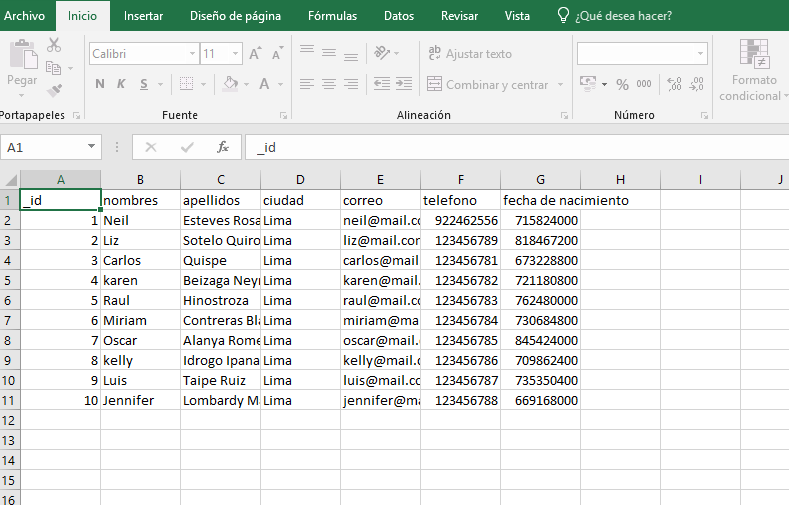 Archivo Inicio Insertar Diseño de página Fórmulas Datos Revisar Vista ¿Qué desea hacer?
Calibri 11 A A ab Ajustar texto
Pegar N K S A Combinar y centrar % 000 Formato condicional
Portapapeles Fuente Alineación Número
A1 fx _id
A B C D E F G H I J
1 _id nombres apellidos ciudad correo telefono fecha de nacimiento
2 1 Neil Esteves Rosa Lima neil@mail.co 922462556 715824000
3 2 Liz Sotelo Quiro Lima liz@mail.con 123456789 818467200
4 3 Carlos Quispe Lima carlos@mail 123456781 673228800
5 4 karen Beizaga Ney Lima karen@mail. 123456782 721180800
6 5 Raul Hinostroza Lima raul@mail.co 123456783 762480000
7 6 Miriam Contreras Bla Lima miriam@ma 123456784 730684800
8 7 Oscar Alanya Rome Lima oscar@mail. 123456785 845424000
9 8 kelly Idrogo Ipana Lima kelly@mail. 123456786 709862400
10 9 Luis Taipe Ruiz Lima luis@mail.co 123456787 735350400
11 10 Jennifer Lombardy M Lima jennifer@ma 123456788 669168000
12
13
14
15
16